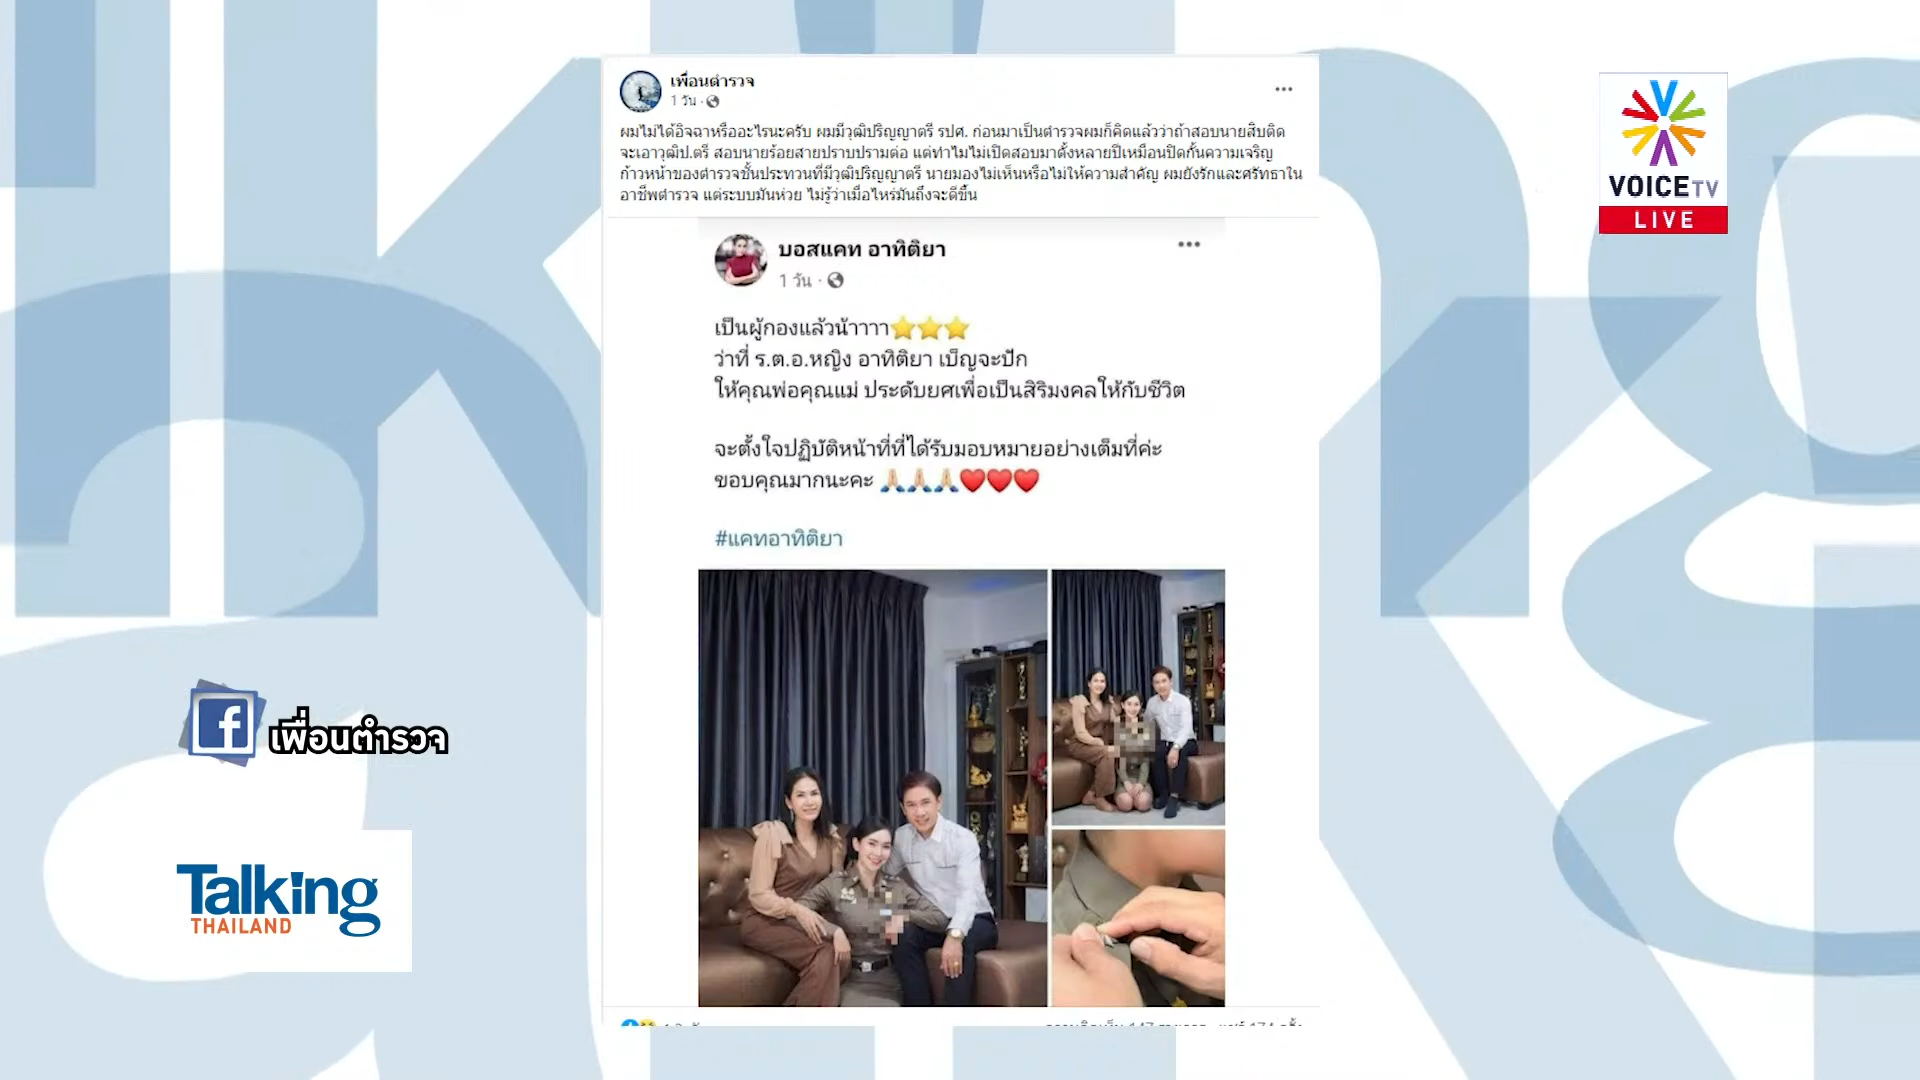 เพื่อนตำรวจ
1 วัน
ผมไม่ได้อิจฉาหรืออะไรนะครับ ผมมีวุฒิปริญญาตรี รปศ. ก่อนมาเป็นตำรวจผมก็คิดแล้วว่าถ้าสอบนายสิบติด
จะเอาวุฒิป.ตรี สอบนายร้อยสายปราบปรามต่อ แต่ทำไมไม่เปิดสอบมาตั้งหลายปีเหมือนปิดกั้นความเจริญ
ก้าวหน้าของตำรวจชั้นประทวนที่มีวุฒิปริญญาตรี นายมองไม่เห็นหรือไม่ให้ความสำคัญ ผมยังรักและศรัทธาใน
อาชีพตำรวจ แต่ระบบมันห่วย ไม่รู้ว่าเมื่อไหร่มันถึงจะดีขึ้น
บอสแคท อาทิติยา
1 วัน
เป็นผู้กองแล้วน้าาาา⭐⭐⭐
ว่าที่ ร.ต.อ.หญิง อาทิติยา เบ็ญจะปัก
ให้คุณพ่อคุณแม่ ประดับยศเพื่อเป็นสิริมงคลให้กับชีวิต
จะตั้งใจปฏิบัติหน้าที่ที่ได้รับมอบหมายอย่างเต็มที่ค่ะ
ขอบคุณมากนะคะ 🙏🏻🙏🏻🙏🏻❤️❤️❤️
#แคทอาทิติยา
VOICE TV
LIVE
f เพื่อนตำรวจ
Talking
THAILAND